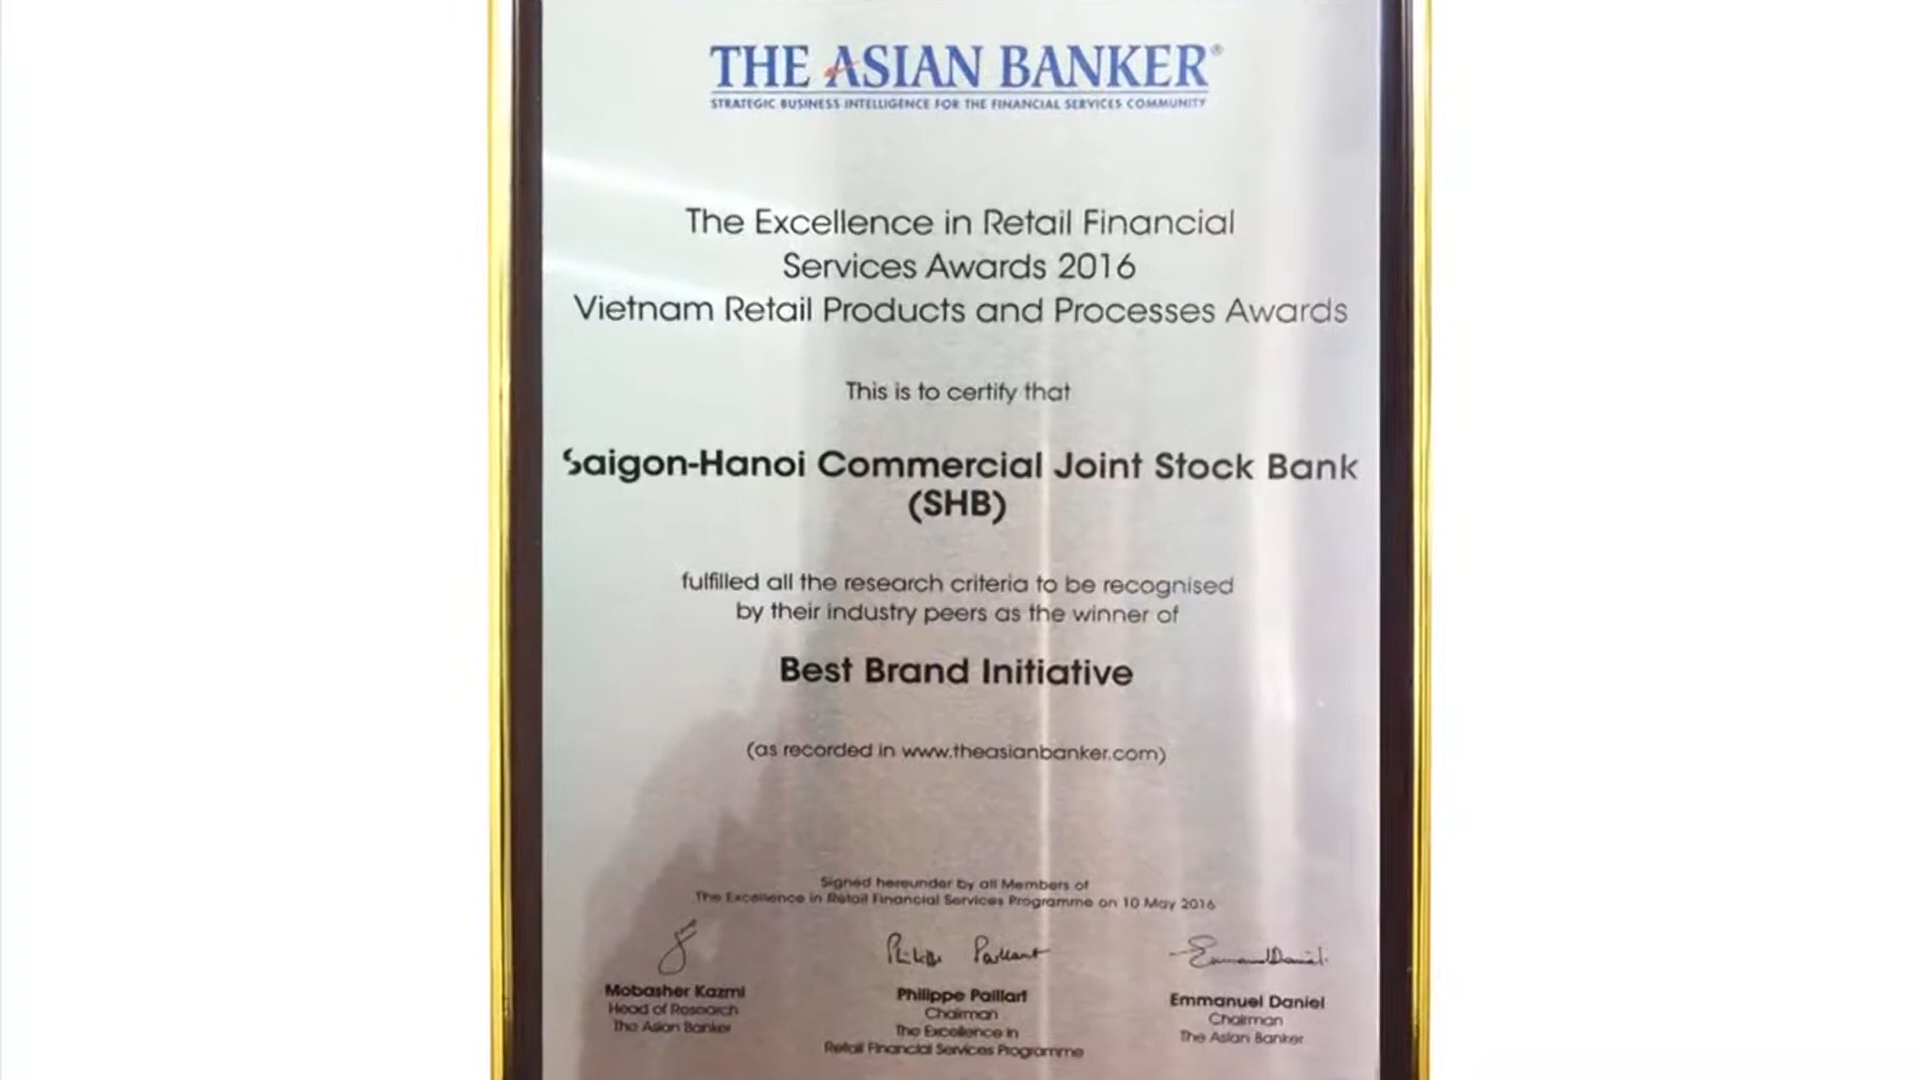 THE ASIAN BANKER®
STRATEGIC BUSINESS INTELLIGENCE FOR THE FINANCIAL SERVICES COMMUNITY
The Excellence in Retail Financial
Services Awards 2016
Vietnam Retail Products and Processes Awards
This is to certify that
Saigon-Hanoi Commercial Joint Stock Bank
(SHB)
fulfilled all the research criteria to be recognised
by their industry peers as the winner of
Best Brand Initiative
(as recorded in www.theasianbanker.com)
Signed hereunder by all Members of
The Excellence in Retail Financial Services Programme on 10 May 2016
Philippe Paillart
Emmanuel Daniel
Mobasher Kazmi
Head of Research
The Asian Banker
Philippe Paillart
Chairman
The Excellence in
Retail Financial Services Programme
Emmanuel Daniel
Chairman
The Asian Banker